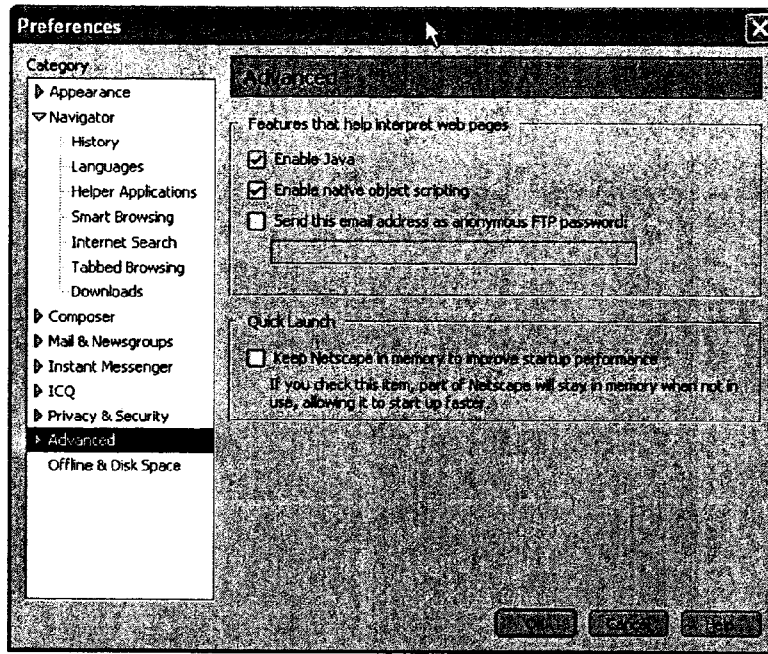 Preferences
Category
Appearance
Navigator
History
Languages
Helper Applications
Smart Browsing
Internet Search
Tabbed Browsing
Downloads
Composer
Mail & Newsgroups
Instant Messenger
ICQ
Privacy & Security
Advanced
Offline & Disk Space
Advanced
Features that help interpret web pages
Enable Java
Enable native object scripting
Send this email address as anonymous FTP password:
Quick Launch
Keep Netscape in memory to improve startup performance
If you check this item, part of Netscape will stay in memory when not in
use, allowing it to start up faster.
Cancel
Help